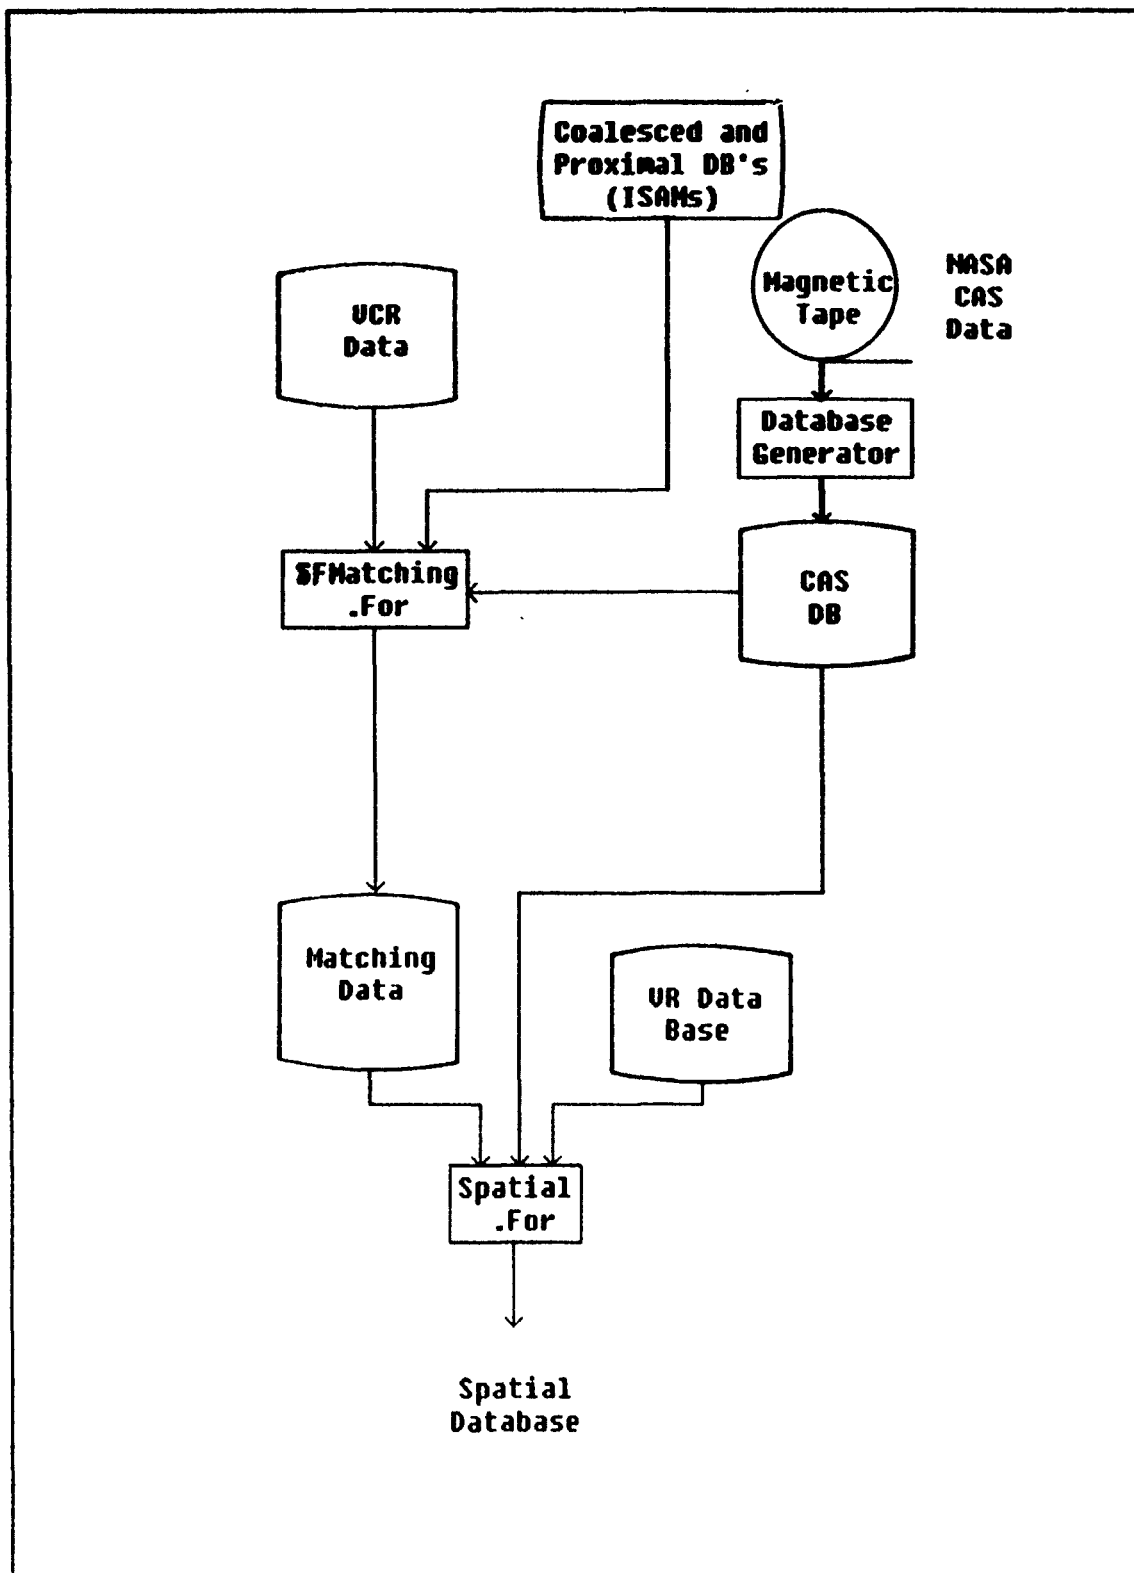 Coalesced and
Proximal DB's
(ISAMs)
Magnetic
Tape
NASA
CAS
Data
VCR
Data
Database
Generator
SFMatching
.For
CAS
DB
Matching
Data
VR Data
Base
Spatial
.For
Spatial
Database